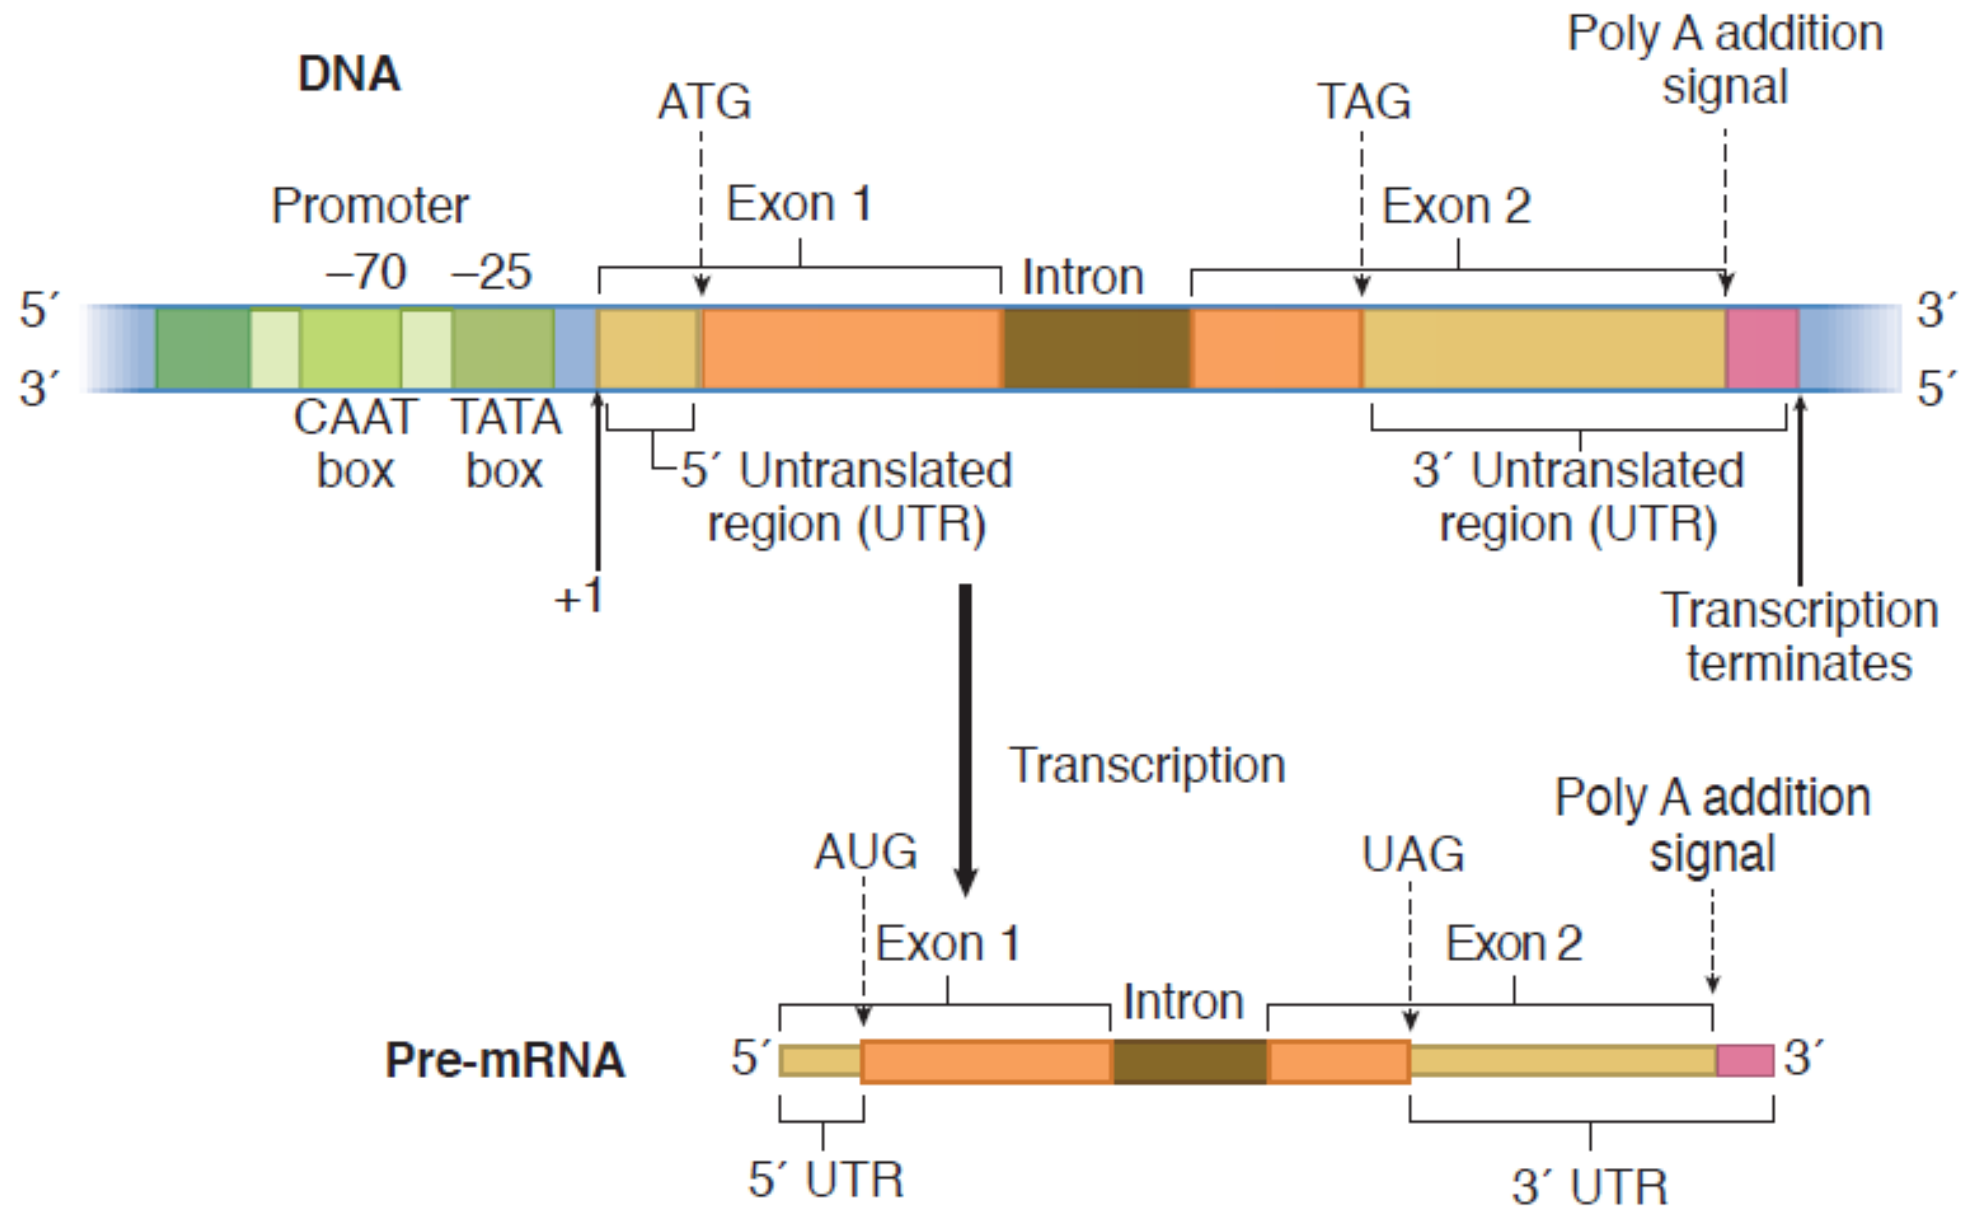 DNA
Poly A addition
signal
ATG
TAG
Promoter
Exon 1
Exon 2
–70
–25
Intron
5′
3′
3′
5′
CAAT
box
TATA
box
5′ Untranslated
region (UTR)
3′ Untranslated
region (UTR)
+1
Transcription
terminates
Transcription
Poly A addition
signal
AUG
UAG
Exon 1
Exon 2
Intron
Pre-mRNA
5′
3′
5′ UTR
3′ UTR